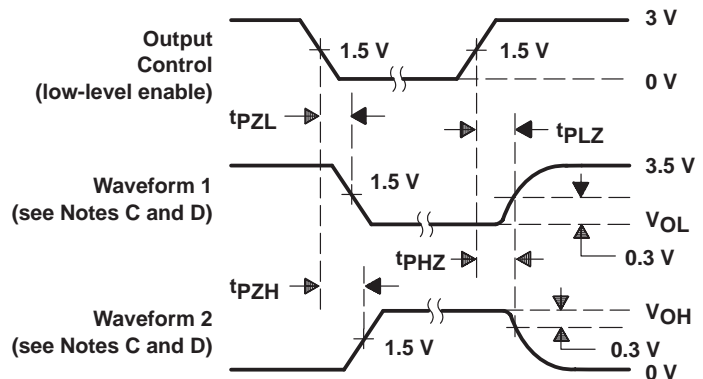 3 V
Output
Control
(low-level enable)
1.5 V
1.5 V
0 V
tPZL
tPLZ
3.5 V
Waveform 1
(see Notes C and D)
1.5 V
VOL
tPHZ
0.3 V
tPZH
VOH
Waveform 2
(see Notes C and D)
1.5 V
0.3 V
0 V